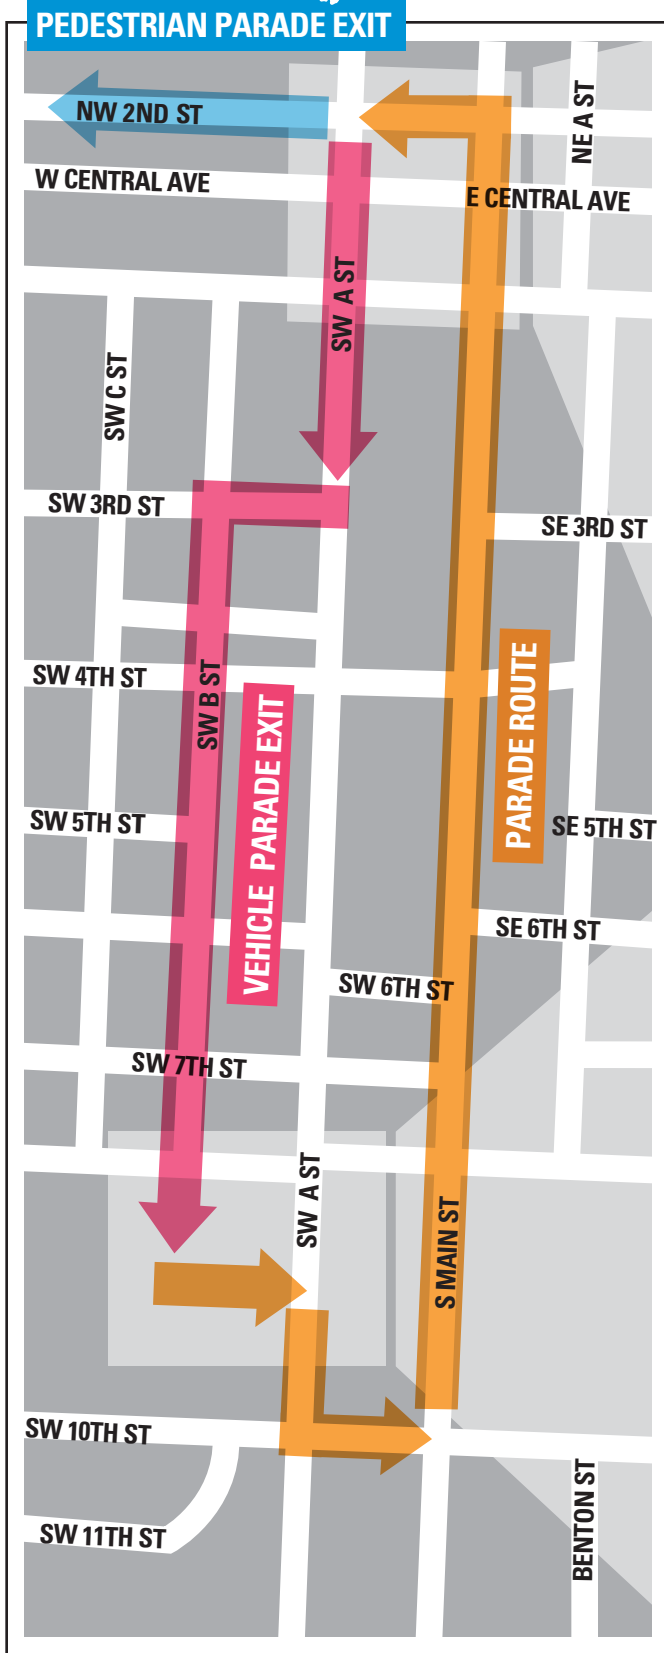 PEDESTRIAN PARADE EXIT
NW 2ND ST
NE A ST
W CENTRAL AVE
E CENTRAL AVE
SW A ST
SW C ST
SW 3RD ST
SE 3RD ST
PARADE ROUTE
SW 4TH ST
SW B ST
VEHICLE PARADE EXIT
SW 5TH ST
SE 5TH ST
SE 6TH ST
SW 6TH ST
SW 7TH ST
SW A ST
S MAIN ST
SW 10TH ST
BENTON ST
SW 11TH ST